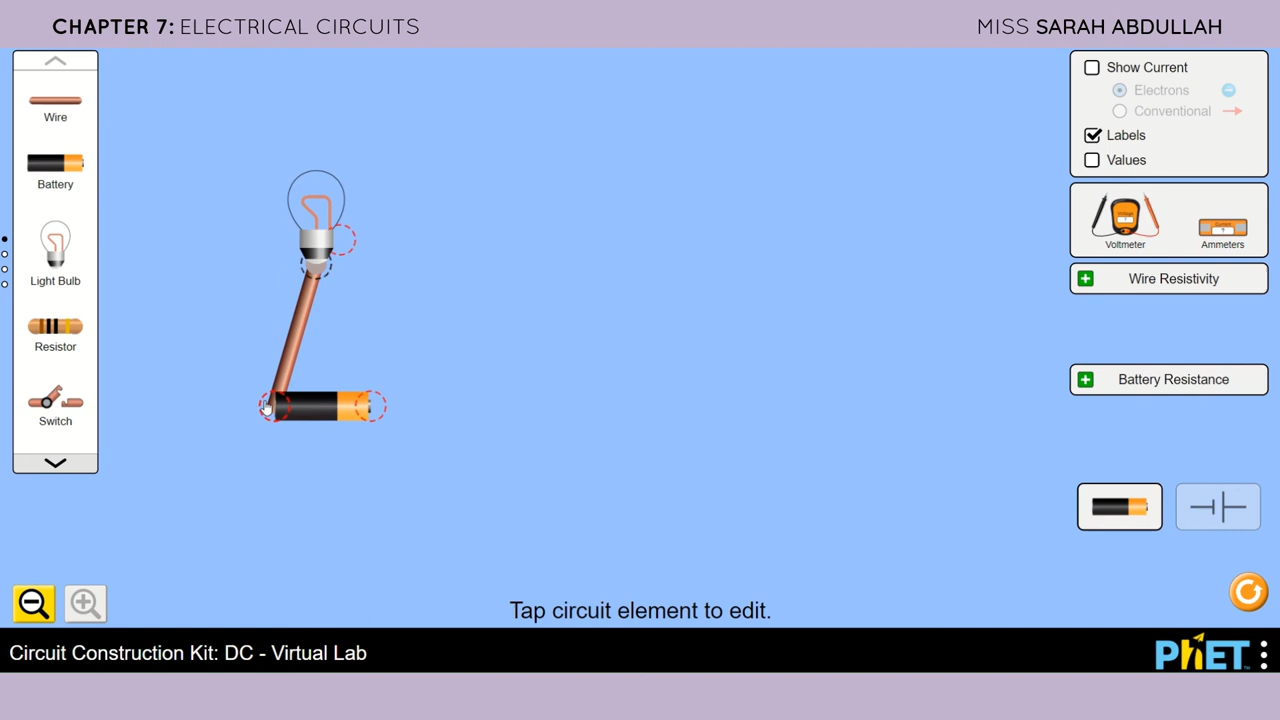 CHAPTER 7: ELECTRICAL CIRCUITS
MISS SARAH ABDULLAH
Wire
Battery
Light Bulb
Resistor
Switch
Show Current
Electrons
Conventional
Labels
Values
Voltmeter
Ammeters
Wire Resistivity
Battery Resistance
Tap circuit element to edit.
Circuit Construction Kit: DC - Virtual Lab
PhET